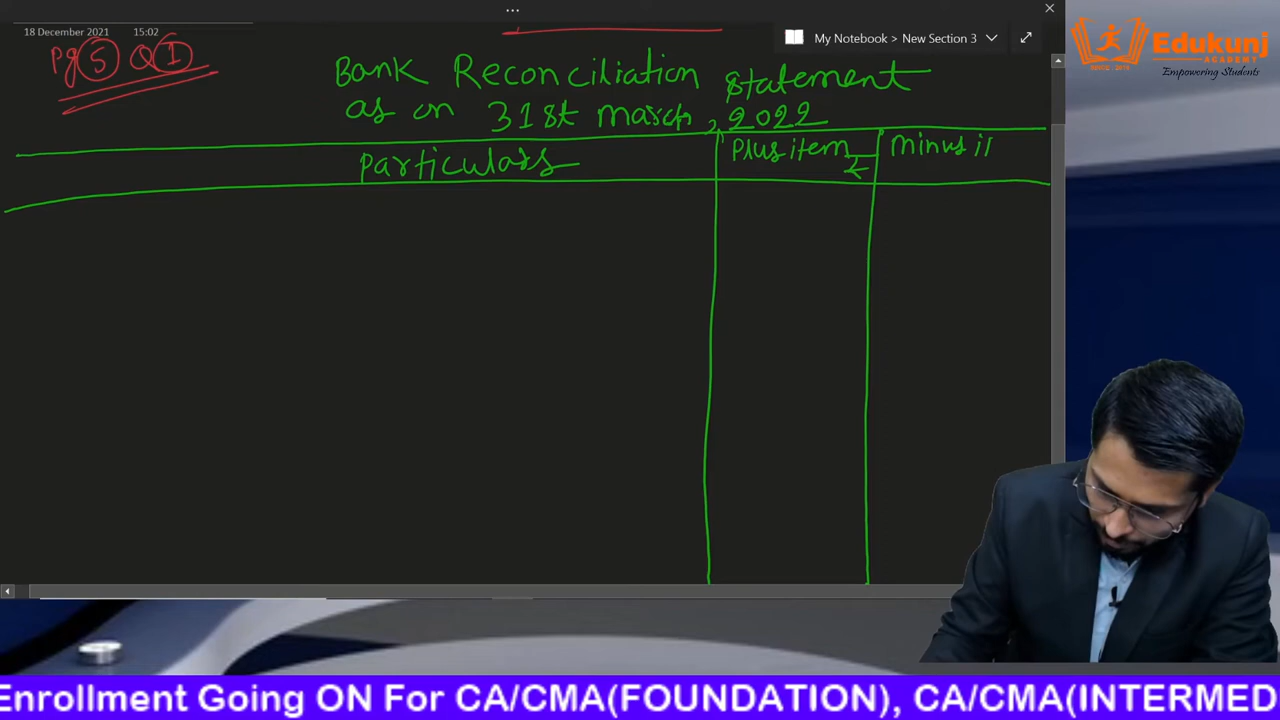 18 December 2021 15:02
My Notebook > New Section 3
Edukunj
ACADEMY
Empowering Students
Pg 5 Q 1
Bank Reconciliation statement
as on 31st march, 2022
Particulars
Plus item
minus it
Enrollment Going ON For CA/CMA(FOUNDATION), CA/CMA(INTERMED